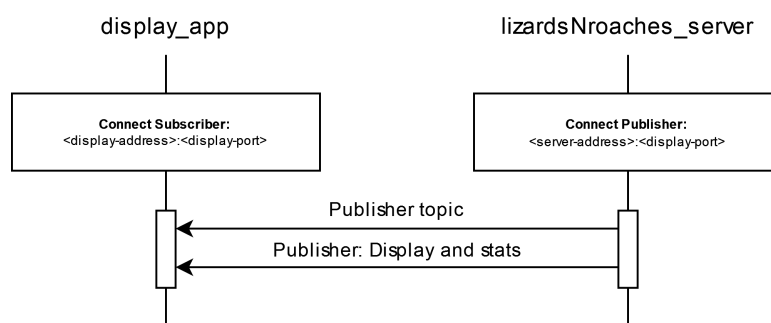 display_app
lizardsNroaches_server
Connect Subscriber:
<display-address>:<display-port>
Connect Publisher:
<server-address>:<display-port>
Publisher topic
Publisher: Display and stats